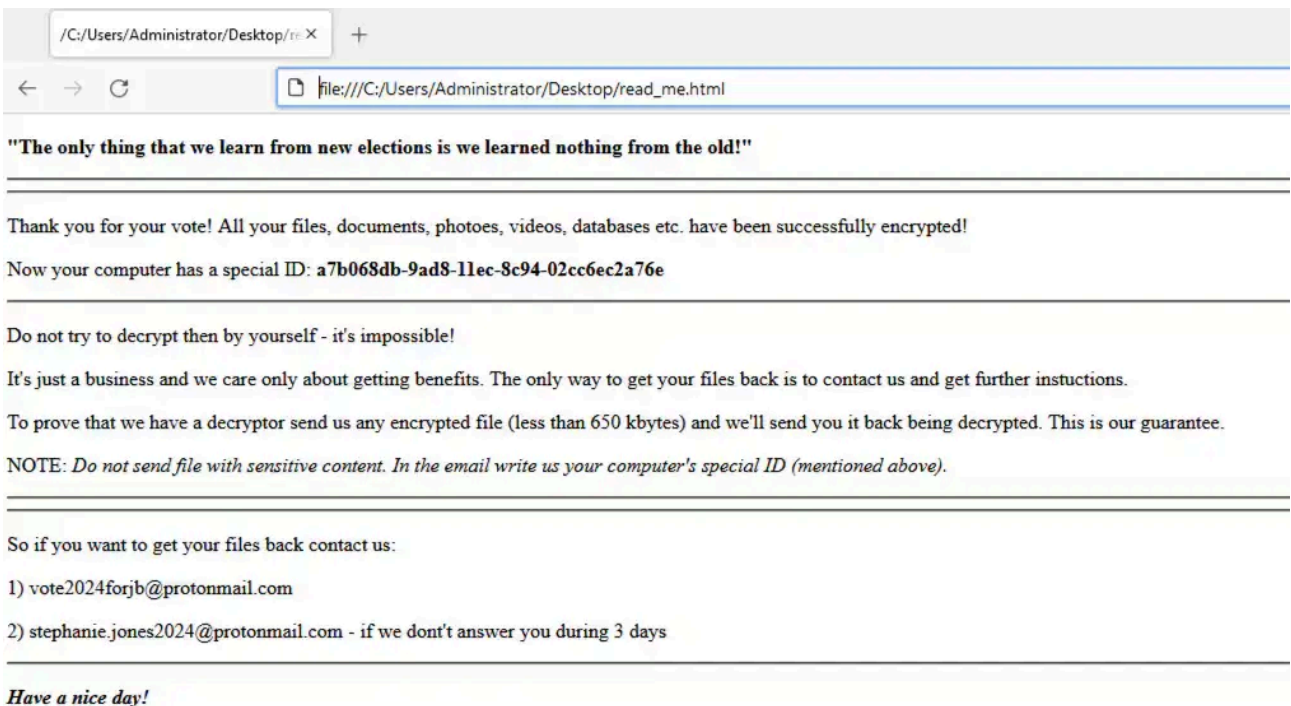 /C:/Users/Administrator/Desktop/re
file:///C:/Users/Administrator/Desktop/read_me.html
"The only thing that we learn from new elections is we learned nothing from the old!"
Thank you for your vote! All your files, documents, photoes, videos, databases etc. have been successfully encrypted!
Now your computer has a special ID: a7b068db-9ad8-11ec-8c94-02cc6ec2a76e
Do not try to decrypt then by yourself - it's impossible!
It's just a business and we care only about getting benefits. The only way to get your files back is to contact us and get further instuctions.
To prove that we have a decryptor send us any encrypted file (less than 650 kbytes) and we'll send you it back being decrypted. This is our guarantee.
NOTE: Do not send file with sensitive content. In the email write us your computer's special ID (mentioned above).
So if you want to get your files back contact us:
1) vote2024forjb@protonmail.com
2) stephanie.jones2024@protonmail.com - if we dont't answer you during 3 days
Have a nice day!